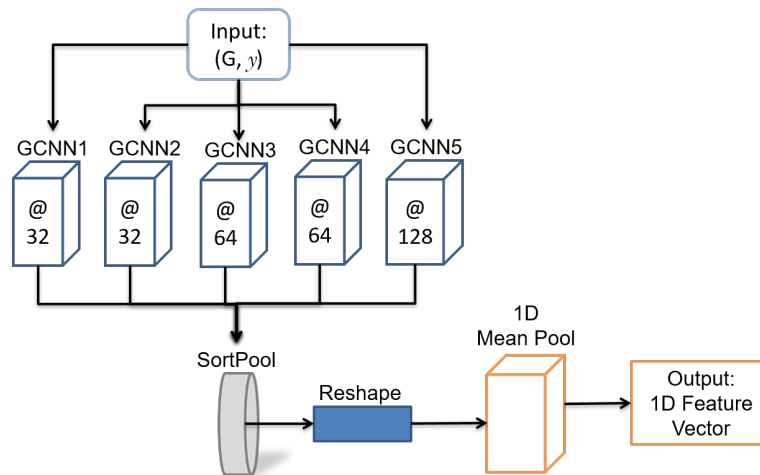 Input:
(G, y)
GCNN1
GCNN2
GCNN3
GCNN4
GCNN5
@
32
@
32
@
64
@
64
@
128
1D
Mean Pool
SortPool
Reshape
Output:
1D Feature
Vector